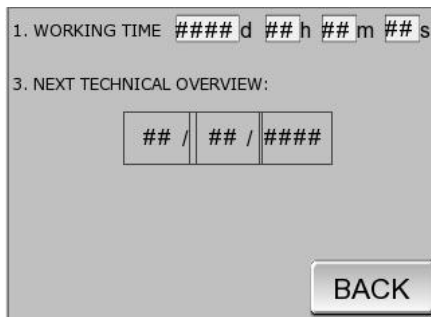 1. WORKING TIME ####d ##h ##m ##s
3. NEXT TECHNICAL OVERVIEW:
## / ## / ####
BACK